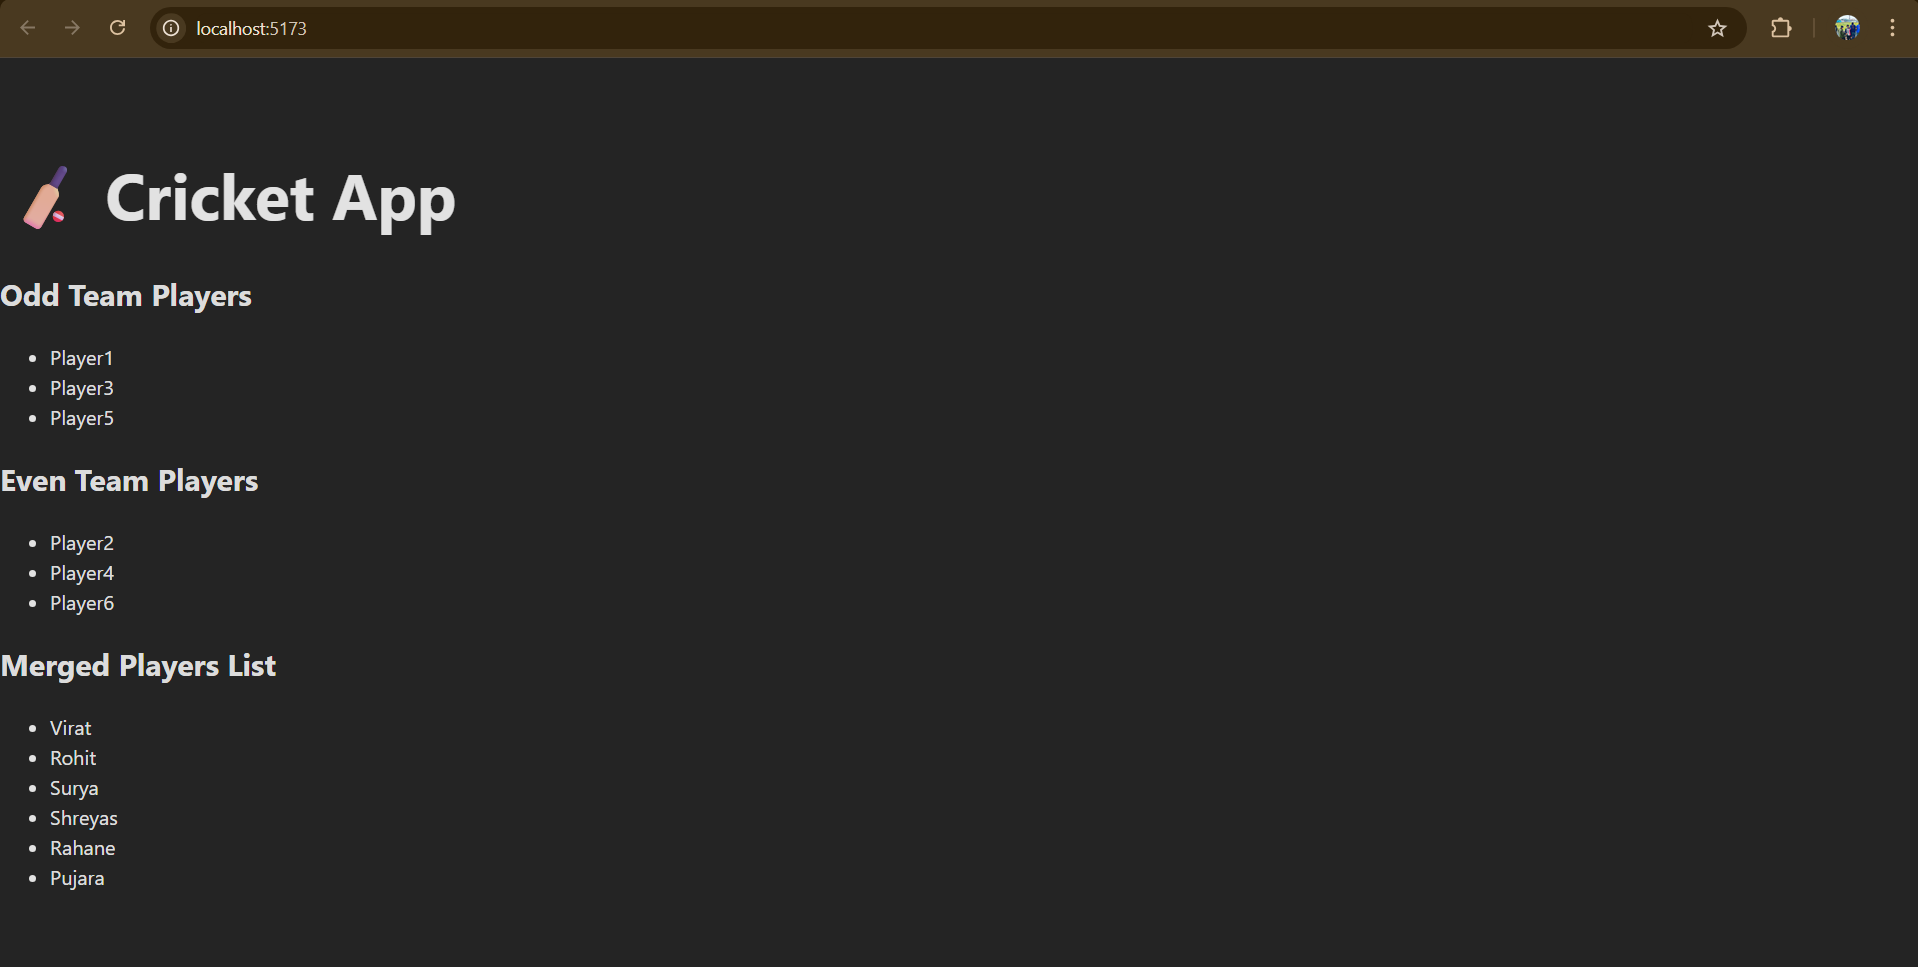 localhost:5173
Cricket App
Odd Team Players
Player1
Player3
Player5
Even Team Players
Player2
Player4
Player6
Merged Players List
Virat
Rohit
Surya
Shreyas
Rahane
Pujara